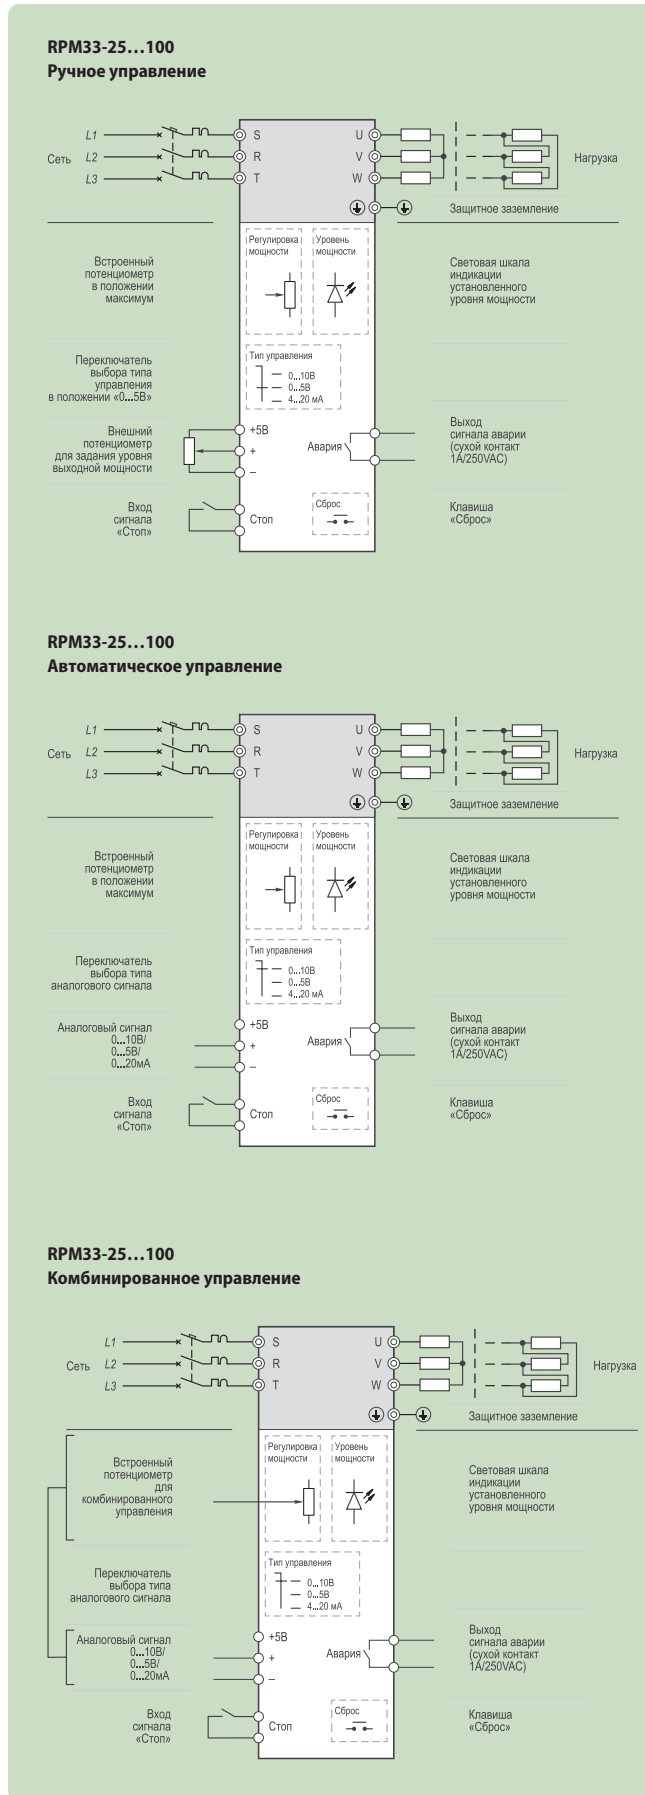 RPM33-25...100
Ручное управление
L1
S
U
Сеть
L2
R
V
Нагрузка
L3
T
W
Защитное заземление
Встроенный
потенциометр
в положении
максимум
Регулировка
мощности
Уровень
мощности
Световая шкала
индикации
установленного
уровня мощности
Переключатель
выбора типа
управления
в положении «0...5В»
Тип управления
0...10В
0...5В
4...20 мА
Внешний
потенциометр
для задания уровня
выходной мощности
+5В
+
–
Авария
Выход
сигнала аварии
(сухой контакт
1А/250VAC)
Вход
сигнала
«Стоп»
Стоп
Сброс
Клавиша
«Сброс»
RPM33-25...100
Автоматическое управление
L1
S
U
Сеть
L2
R
V
Нагрузка
L3
T
W
Защитное заземление
Встроенный
потенциометр
в положении
максимум
Регулировка
мощности
Уровень
мощности
Световая шкала
индикации
установленного
уровня мощности
Переключатель
выбора типа
аналогового сигнала
Тип управления
0...10В
0...5В
4...20 мА
Аналоговый сигнал
0...10В/
0...5В/
0...20мА
+5В
+
–
Авария
Выход
сигнала аварии
(сухой контакт
1А/250VAC)
Вход
сигнала
«Стоп»
Стоп
Сброс
Клавиша
«Сброс»
RPM33-25...100
Комбинированное управление
L1
S
U
Сеть
L2
R
V
Нагрузка
L3
T
W
Защитное заземление
Встроенный
потенциометр
для
комбинированного
управления
Регулировка
мощности
Уровень
мощности
Световая шкала
индикации
установленного
уровня мощности
Переключатель
выбора типа
аналогового сигнала
Тип управления
0...10В
0...5В
4...20 мА
Аналоговый сигнал
0...10В/
0...5В/
0...20мА
+5В
+
–
Авария
Выход
сигнала аварии
(сухой контакт
1А/250VAC)
Вход
сигнала
«Стоп»
Стоп
Сброс
Клавиша
«Сброс»